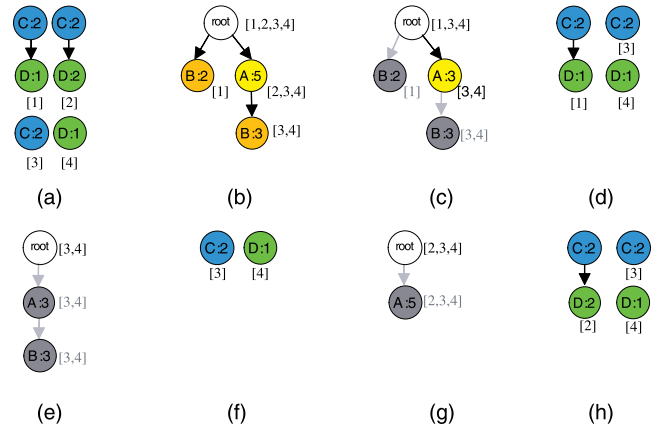 C:2 C:2
D:1 D:2
[1] [2]
C:2 D:1
[3] [4]
(a)
root [1,2,3,4]
B:2 [1] A:5 [2,3,4]
B:3 [3,4]
(b)
root [1,3,4]
B:2 [1] A:3 [3,4]
B:3 [3,4]
(c)
C:2 C:2
[3]
D:1 D:1
[1] [4]
(d)
root [3,4]
A:3 [3,4]
B:3 [3,4]
(e)
C:2 D:1
[3] [4]
(f)
root [2,3,4]
A:5 [2,3,4]
(g)
C:2 C:2
[3]
D:2 D:1
[2] [4]
(h)